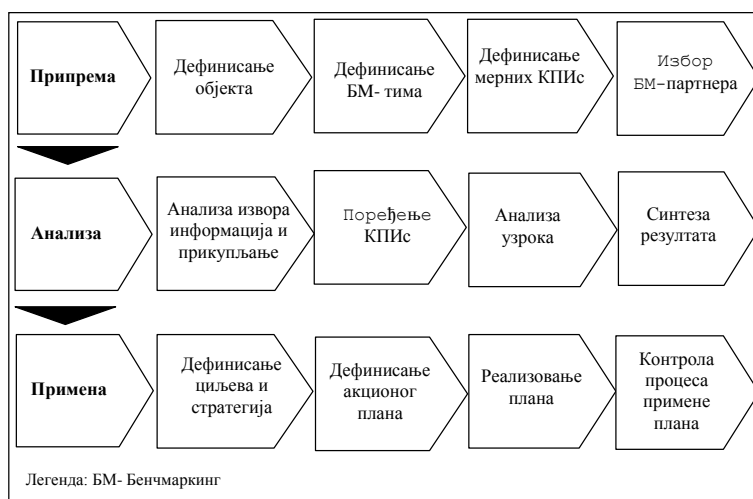 Припрема
Дефинисање
објекта
Дефинисање
БМ- тима
Дефинисање
мерних КПИс
Избор
БМ-партнера
Анализа
Анализа извора
информација и
прикупљање
Поређење
КПИс
Анализа
узрока
Синтеза
резултата
Примена
Дефинисање
циљева и
стратегија
Дефинисање
акционог
плана
Реализовање
плана
Контрола
процеса
примене
плана
Легенда: БМ- Бенчмаркинг